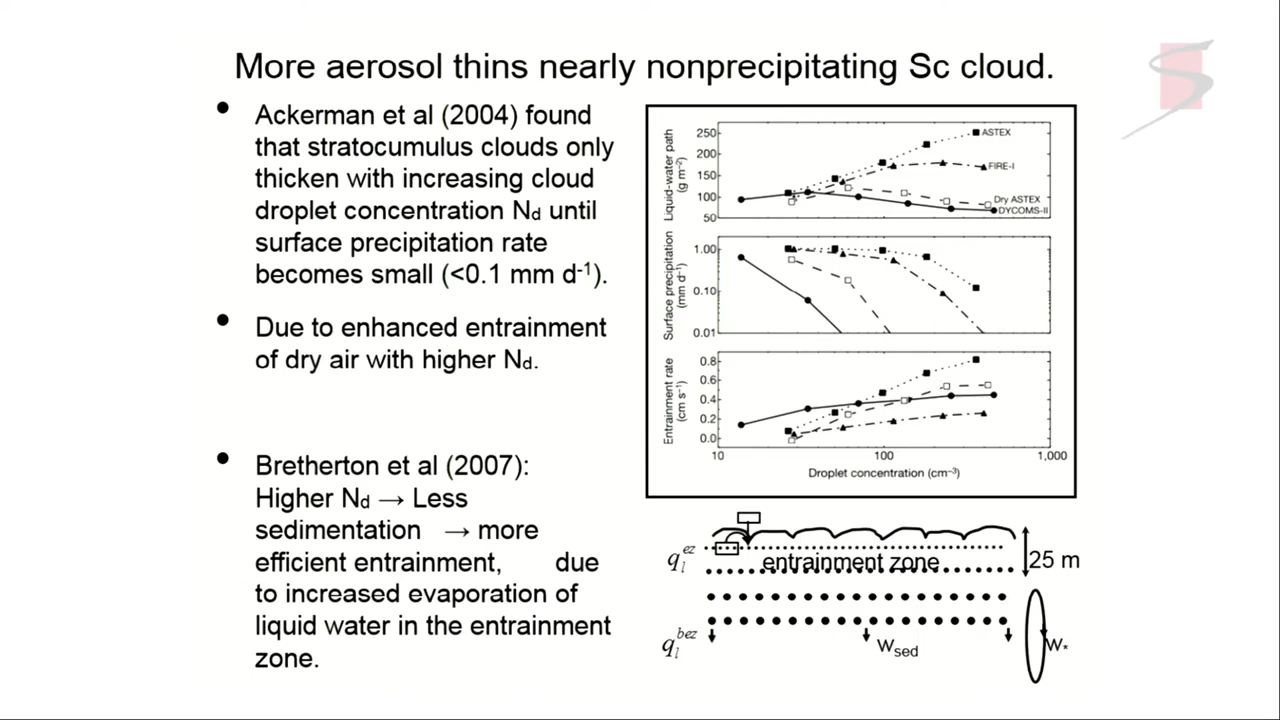 More aerosol thins nearly nonprecipitating Sc cloud.
• Ackerman et al (2004) found
that stratocumulus clouds only
thicken with increasing cloud
droplet concentration Nd until
surface precipitation rate
becomes small (<0.1 mm d-1).
• Due to enhanced entrainment
of dry air with higher Nd.
• Bretherton et al (2007):
Higher Nd → Less
sedimentation → more
efficient entrainment, due
to increased evaporation of
liquid water in the entrainment
zone.
Liquid-water path
(g m−2)
250
200
150
100
50
ASTEX
FIRE-I
Dry ASTEX
DYCOMS-II
Surface precipitation
(mm d−1)
1.00
0.10
0.01
Entrainment rate
(cm s−1)
0.8
0.6
0.4
0.2
0.0
10
100
1,000
Droplet concentration (cm−3)
qlez
entrainment zone
25 m
qlbez
wsed
w*